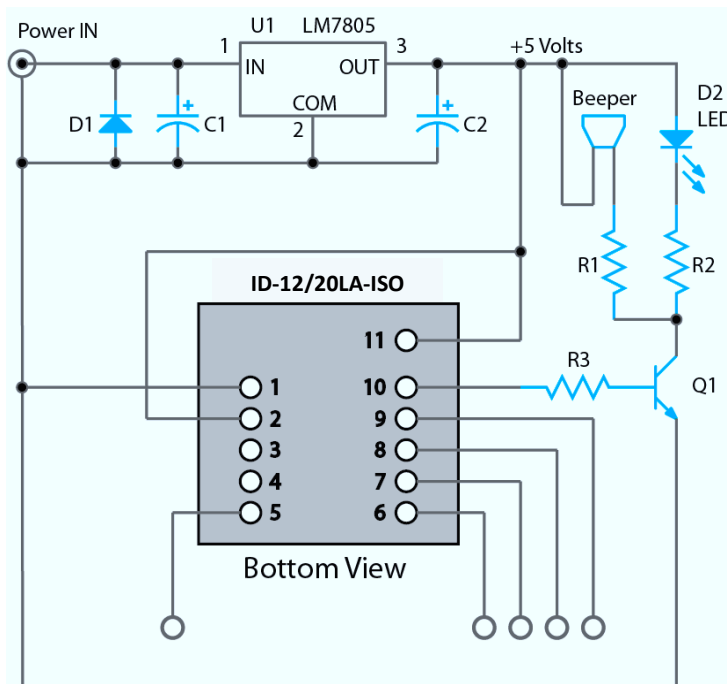 Power IN
U1 LM7805
1
3
IN OUT
COM
2
+5 Volts
Beeper
D2
LED
D1
+
C1
+
C2
R1
R2
ID-12/20LA-ISO
11
1
10
R3
Q1
2
9
3
8
4
7
5
6
Bottom View